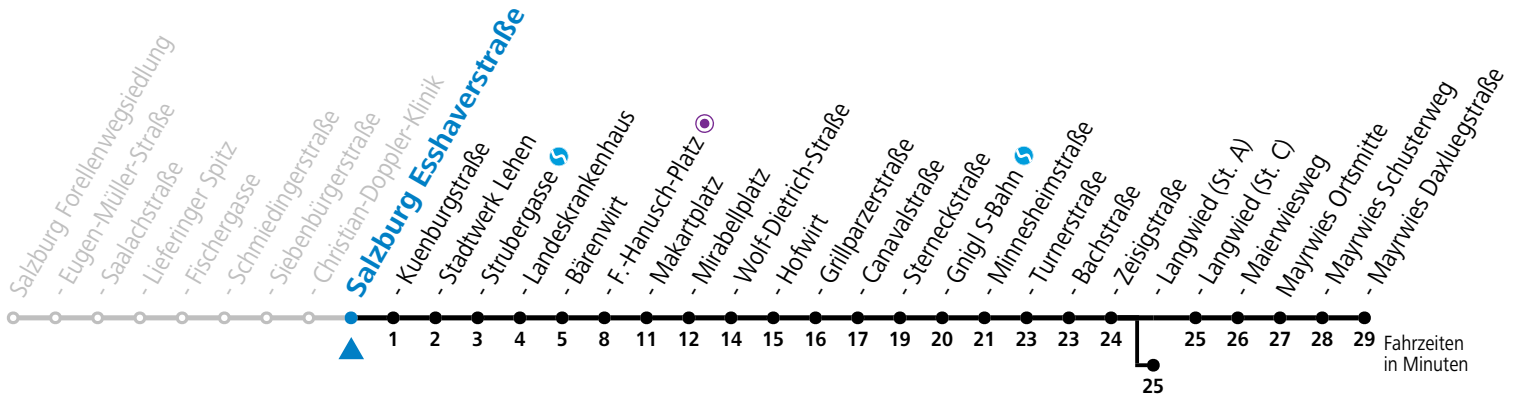 Salzburg Forellenwegsiedlung
- Eugen-Müller-Straße
- Saalachstraße
- Lieferinger Spitz
- Fischergasse
- Schmiedingerstraße
- Siebenbürgerstraße
- Christian-Doppler-Klinik
Salzburg Esshaverstraße
- Kuenburgstraße
- Stadtwerk Lehen
- Strubergasse
- Landeskrankenhaus
- Bärenwirt
- F.-Hanusch-Platz
- Makartplatz
- Mirabellplatz
- Wolf-Dietrich-Straße
- Hofwirt
- Grillparzerstraße
- Canavalstraße
- Sterneckstraße
- Gnigl S-Bahn
- Minnesheimstraße
- Turnerstraße
- Bachstraße
- Zeisigstraße
- Langwied (St. A)
- Langwied (St. C)
- Maierwiesweg
Mayrwies Ortsmitte
- Mayrwies Schusterweg
- Mayrwies Daxluegstraße
1 2 3 4 5 8 11 12 14 15 16 17 19 20 21 23 23 24 25 26 27 28 29
Fahrzeiten
in Minuten
25